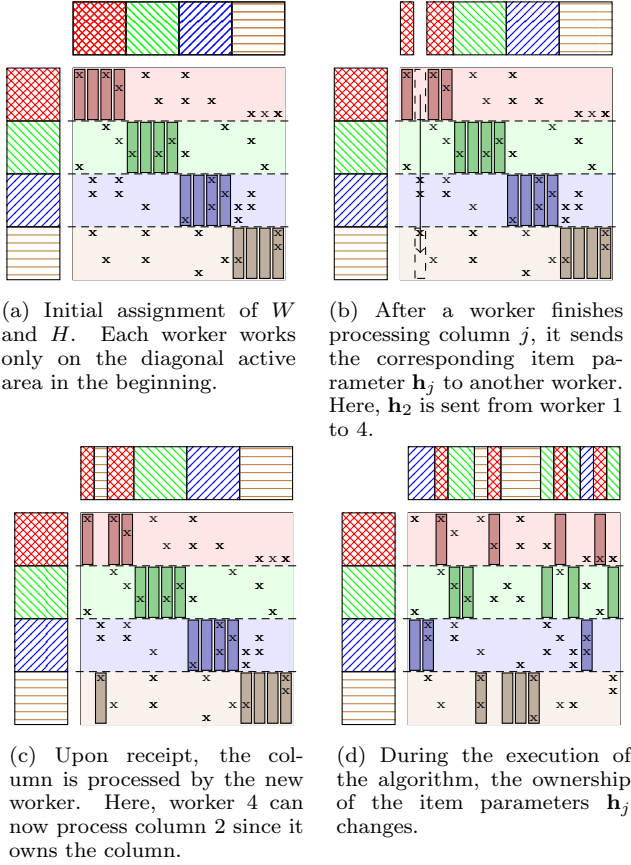 (a) Initial assignment of W
and H. Each worker works
only on the diagonal active
area in the beginning.
(b) After a worker finishes
processing column j, it sends
the corresponding item pa-
rameter h_j to another worker.
Here, h_2 is sent from worker 1
to 4.
(c) Upon receipt, the col-
umn is processed by the new
worker. Here, worker 4 can
now process column 2 since it
owns the column.
(d) During the execution of
the algorithm, the ownership
of the item parameters h_j
changes.